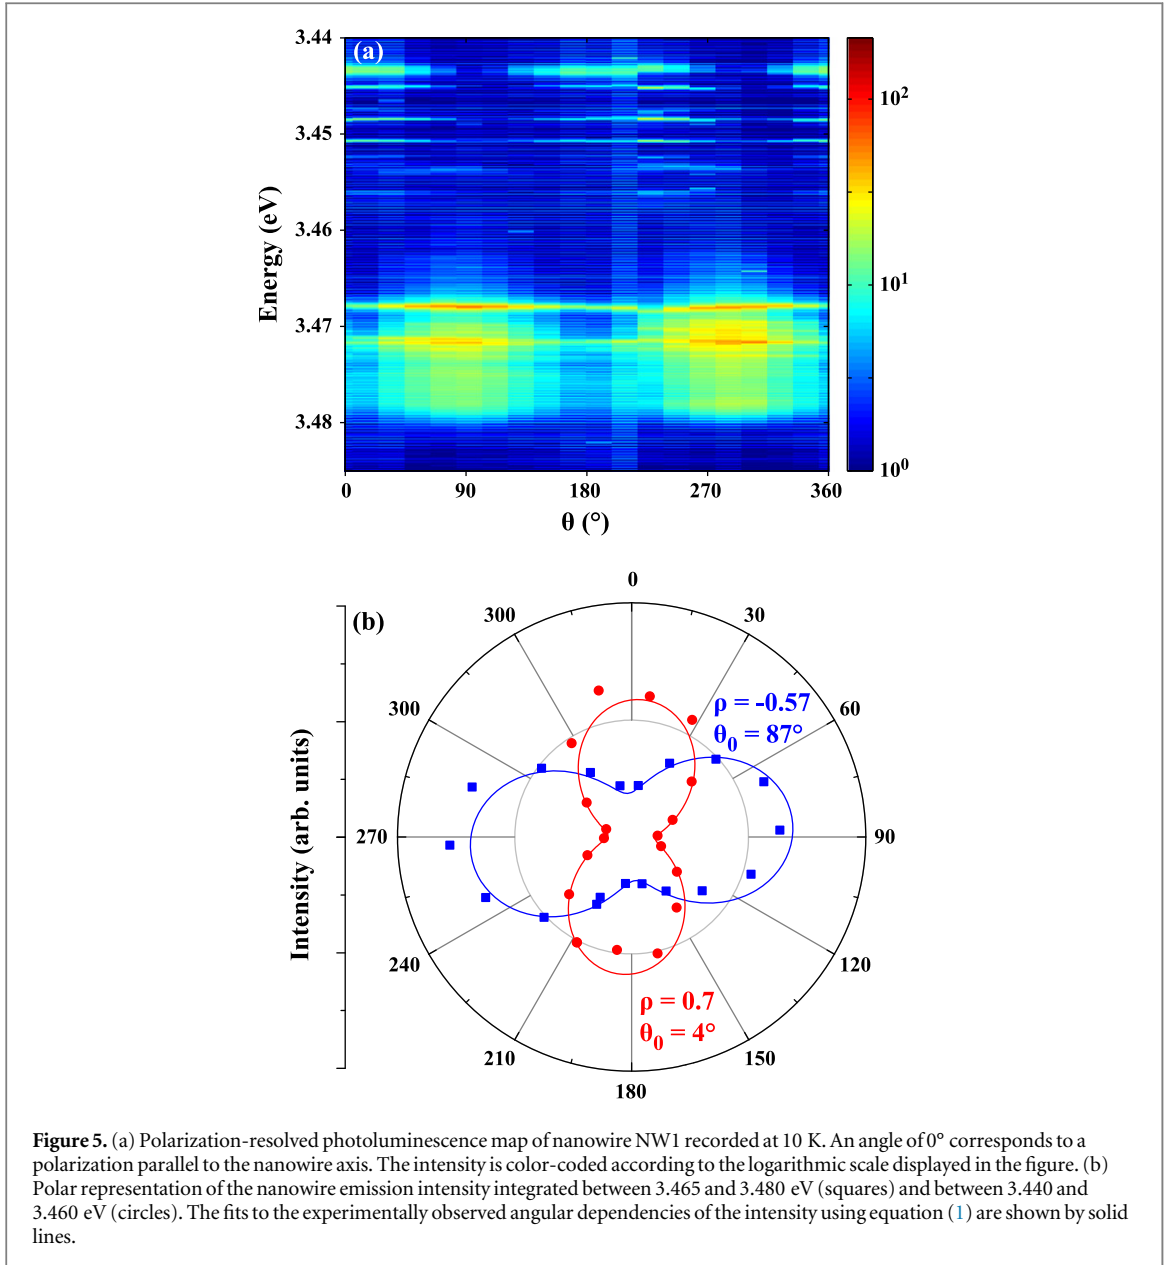 (a)
3.44
3.45
3.46
3.47
3.48
Energy (eV)
0 90 180 270 360
θ (°)
10²
10¹
10⁰
(b)
0
300 30
300 60
270 90
240 120
210 150
180
Intensity (arb. units)
ρ = -0.57
θ₀ = 87°
ρ = 0.7
θ₀ = 4°
Figure 5. (a) Polarization-resolved photoluminescence map of nanowire NW1 recorded at 10 K. An angle of 0° corresponds to a
polarization parallel to the nanowire axis. The intensity is color-coded according to the logarithmic scale displayed in the figure. (b)
Polar representation of the nanowire emission intensity integrated between 3.465 and 3.480 eV (squares) and between 3.440 and
3.460 eV (circles). The fits to the experimentally observed angular dependencies of the intensity using equation (1) are shown by solid
lines.